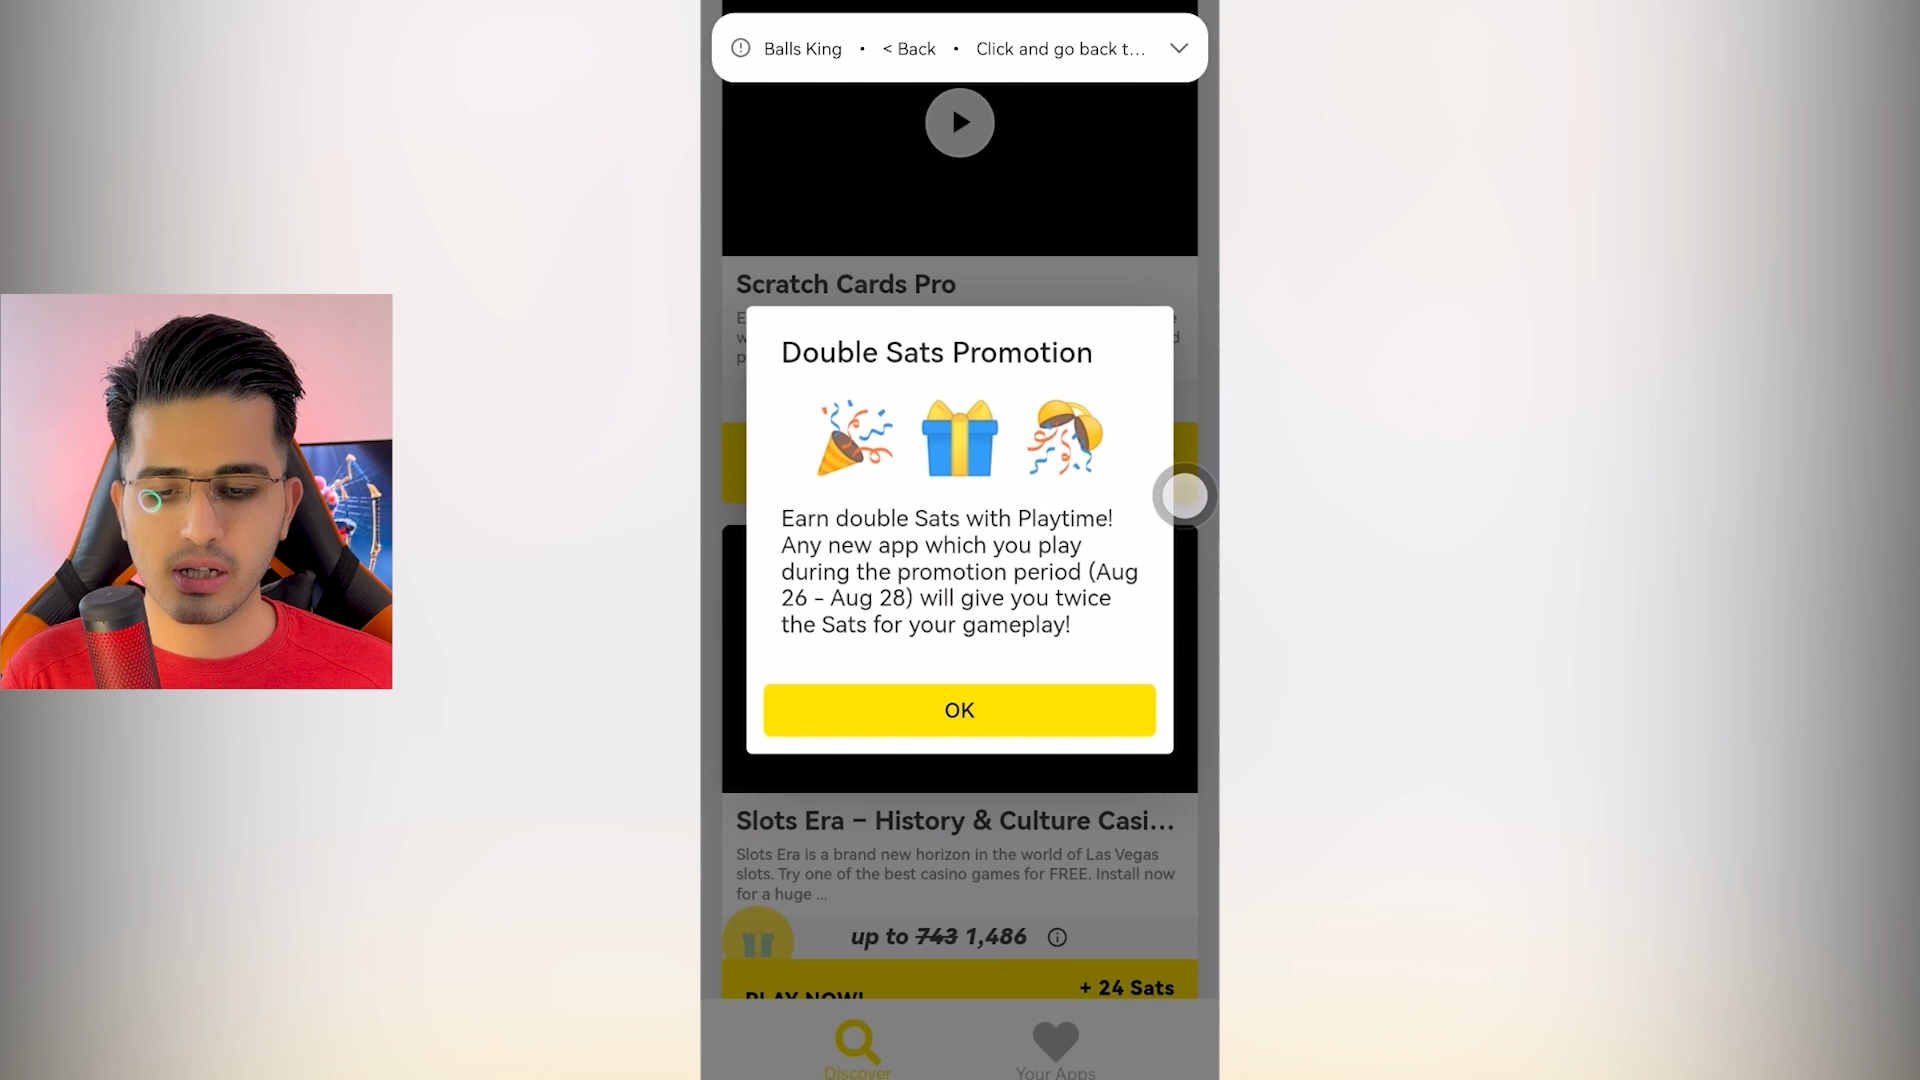 Balls King • < Back • Click and go back t...
Scratch Cards Pro
Double Sats Promotion
Earn double Sats with Playtime!
Any new app which you play
during the promotion period (Aug
26 - Aug 28) will give you twice
the Sats for your gameplay!
OK
Slots Era – History & Culture Casi...
Slots Era is a brand new horizon in the world of Las Vegas
slots. Try one of the best casino games for FREE. Install now
for a huge ...
up to 743 1,486
+ 24 Sats
PLAY NOW!
Discover
Your Apps